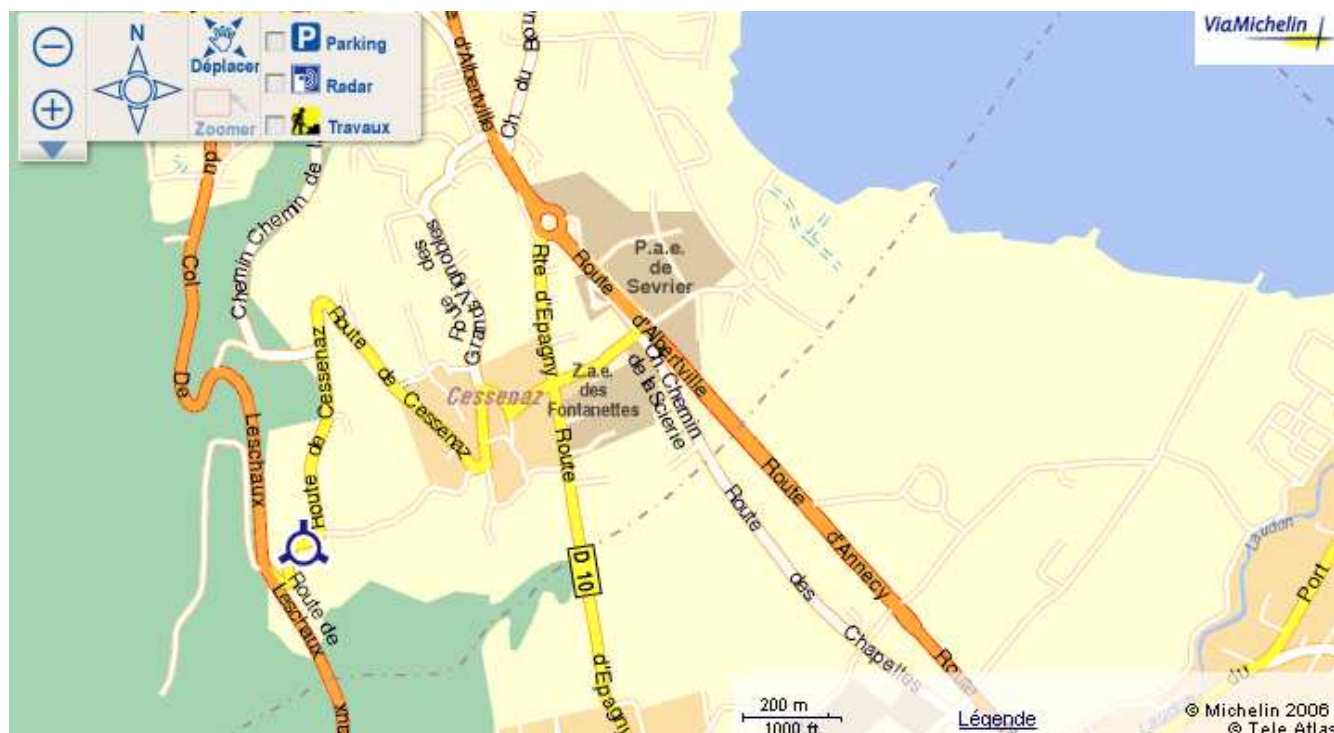 N
Déplacer
Zoomer
P Parking
Radar
Travaux
ViaMichelin
d'Albertville
Ch. du
Chemin Chemin de
du
Col
De
Leschaux
Leschaux
Route
de
Cessenaz
Route de Cessenaz
Route de
Route des
Grands Vignobles
Rte d'Epagny
Route
d'Albertville
P.a.e.
de
Sevrier
Z.a.e.
des
Fontanettes
Cessenaz
Ch. Chemin
de la Scierie
Route
D 10
d'Epagny
Route
des
Chapelles
Route
d'Annecy
Route
Laudon
Port
du
200 m
1000 ft.
Légende
© Michelin 2006
© Tele Atlas